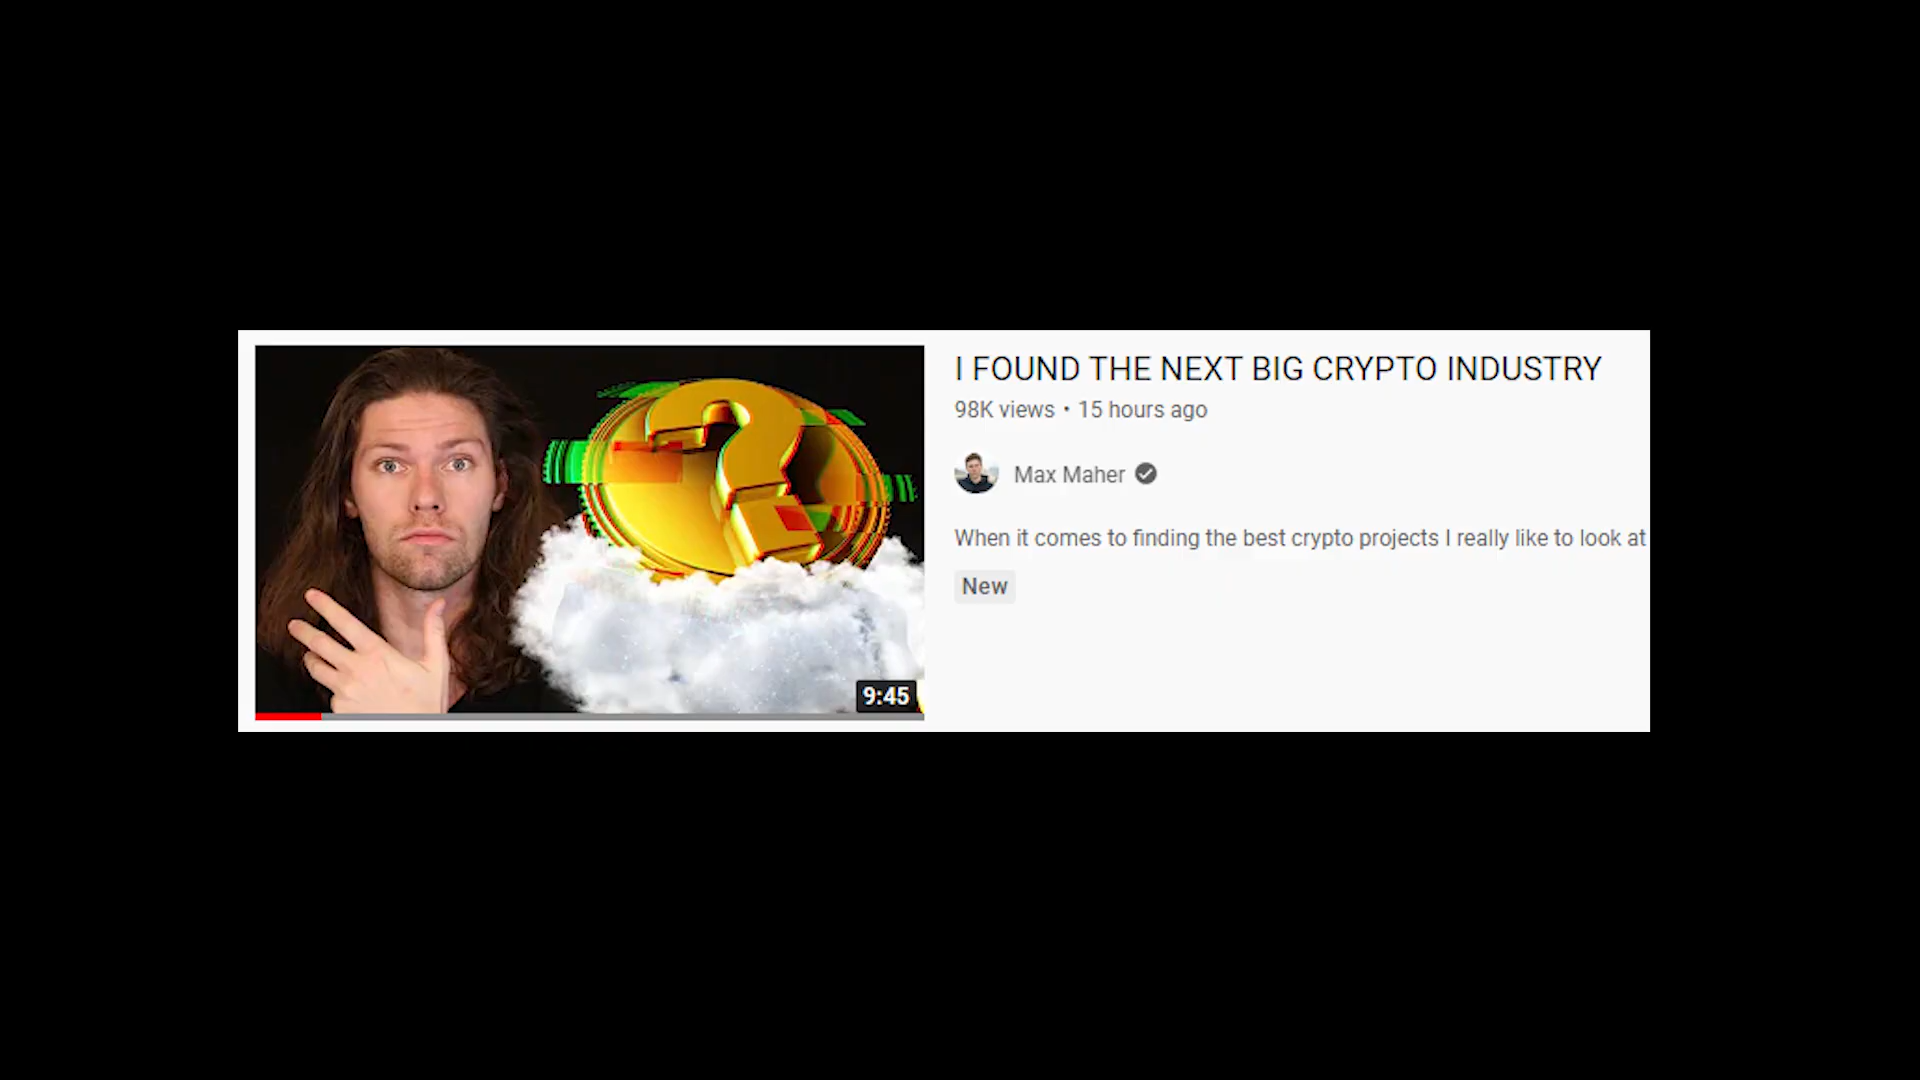 I FOUND THE NEXT BIG CRYPTO INDUSTRY
98K views • 15 hours ago
Max Maher
When it comes to finding the best crypto projects I really like to look at
New
9:45